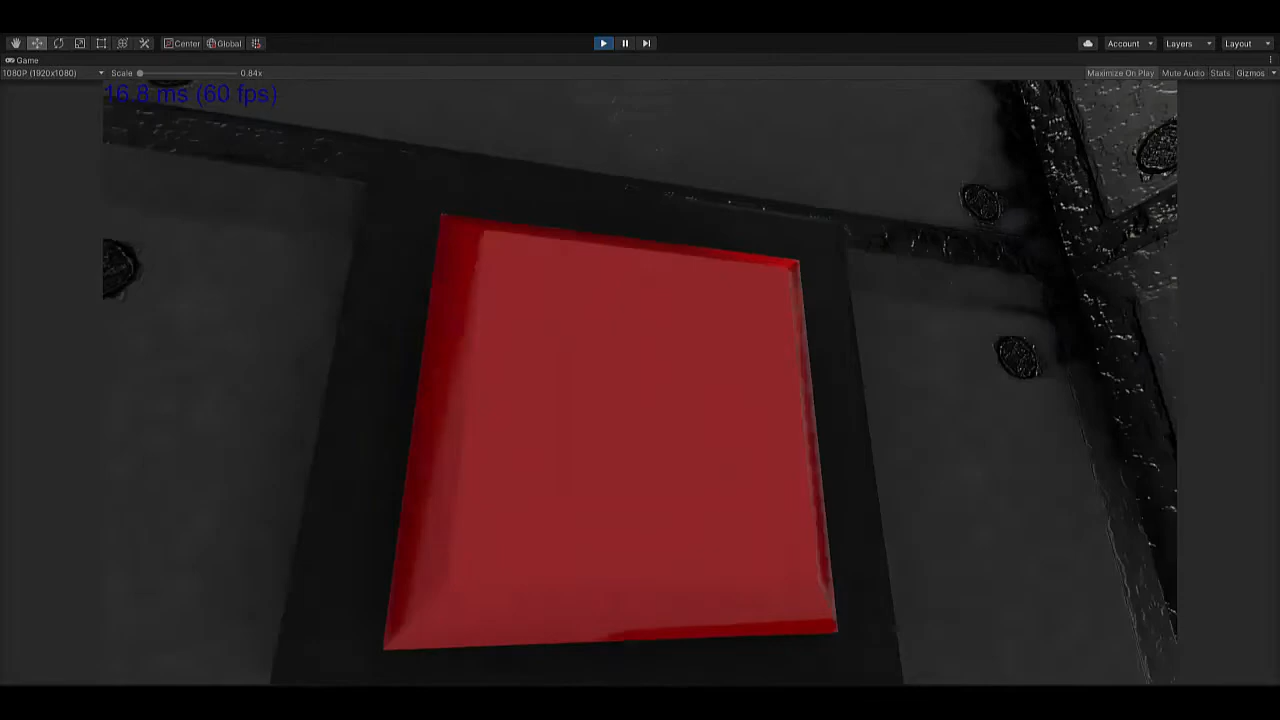 Center Global Account Layers Layout
Game
1080P (1920x1080) Scale 0.84x Maximize On Play Mute Audio Stats Gizmos
16.8 ms (60 fps)